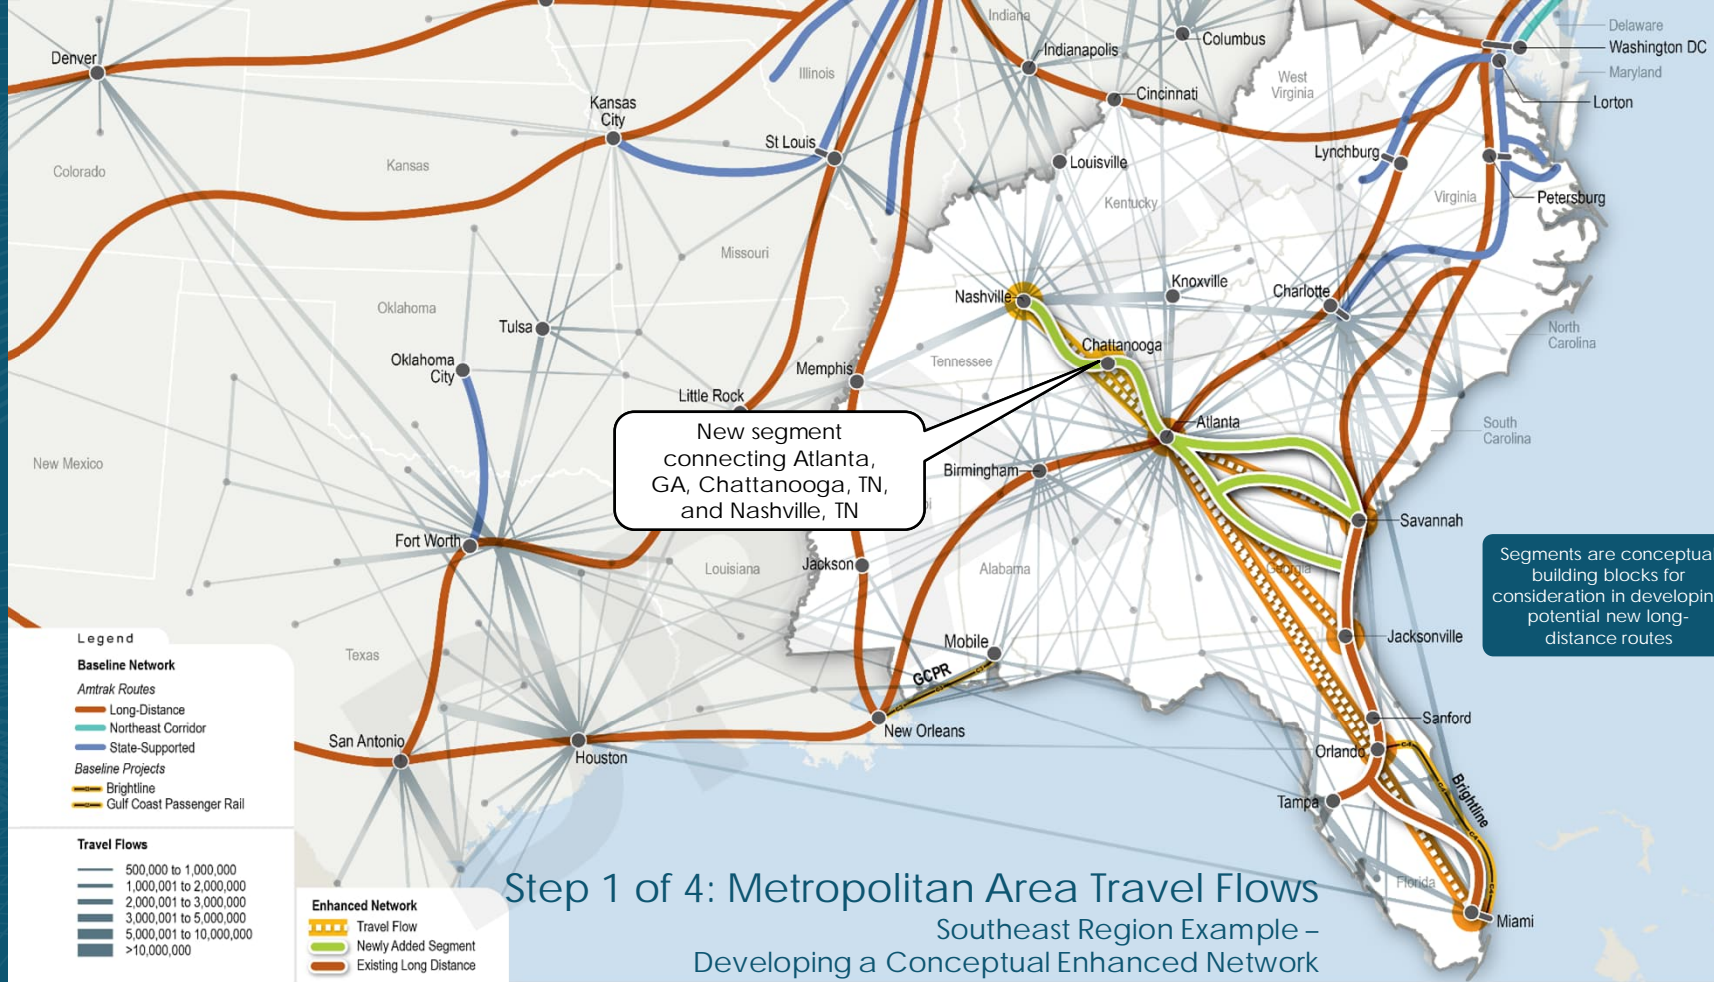 Indiana
Delaware
Washington DC
Maryland
Columbus
Indianapolis
Denver
Illinois
West
Virginia
Cincinnati
Lorton
Kansas
City
St Louis
Lynchburg
Louisville
Colorado
Kansas
Kentucky
Virginia
Petersburg
Missouri
Knoxville
Charlotte
Nashville
Oklahoma
Tulsa
North
Carolina
Chattanooga
Tennessee
Oklahoma
City
Memphis
Little Rock
Atlanta
South
Carolina
New segment
connecting Atlanta,
GA, Chattanooga, TN,
and Nashville, TN
New Mexico
Birmingham
Savannah
Fort Worth
Jackson
Louisiana
Alabama
Georgia
Segments are conceptua
building blocks for
consideration in developin
potential new long-
distance routes
Mobile
Jacksonville
GCPR
Texas
New Orleans
Sanford
San Antonio
Houston
Orlando
Tampa
Brightline
Florida
Miami
Legend
Baseline Network
Amtrak Routes
Long-Distance
Northeast Corridor
State-Supported
Baseline Projects
Brightline
Gulf Coast Passenger Rail
Travel Flows
500,000 to 1,000,000
1,000,001 to 2,000,000
2,000,001 to 3,000,000
3,000,001 to 5,000,000
5,000,001 to 10,000,000
>10,000,000
Enhanced Network
Travel Flow
Newly Added Segment
Existing Long Distance
Step 1 of 4: Metropolitan Area Travel Flows
Southeast Region Example –
Developing a Conceptual Enhanced Network